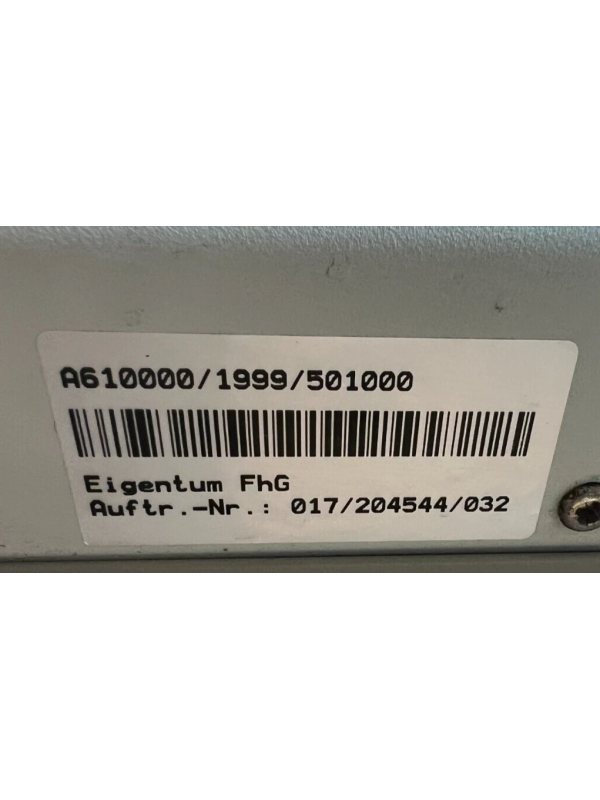 A610000/1999/501000
Eigentum FhG
Auftr.-Nr.: 017/204544/032